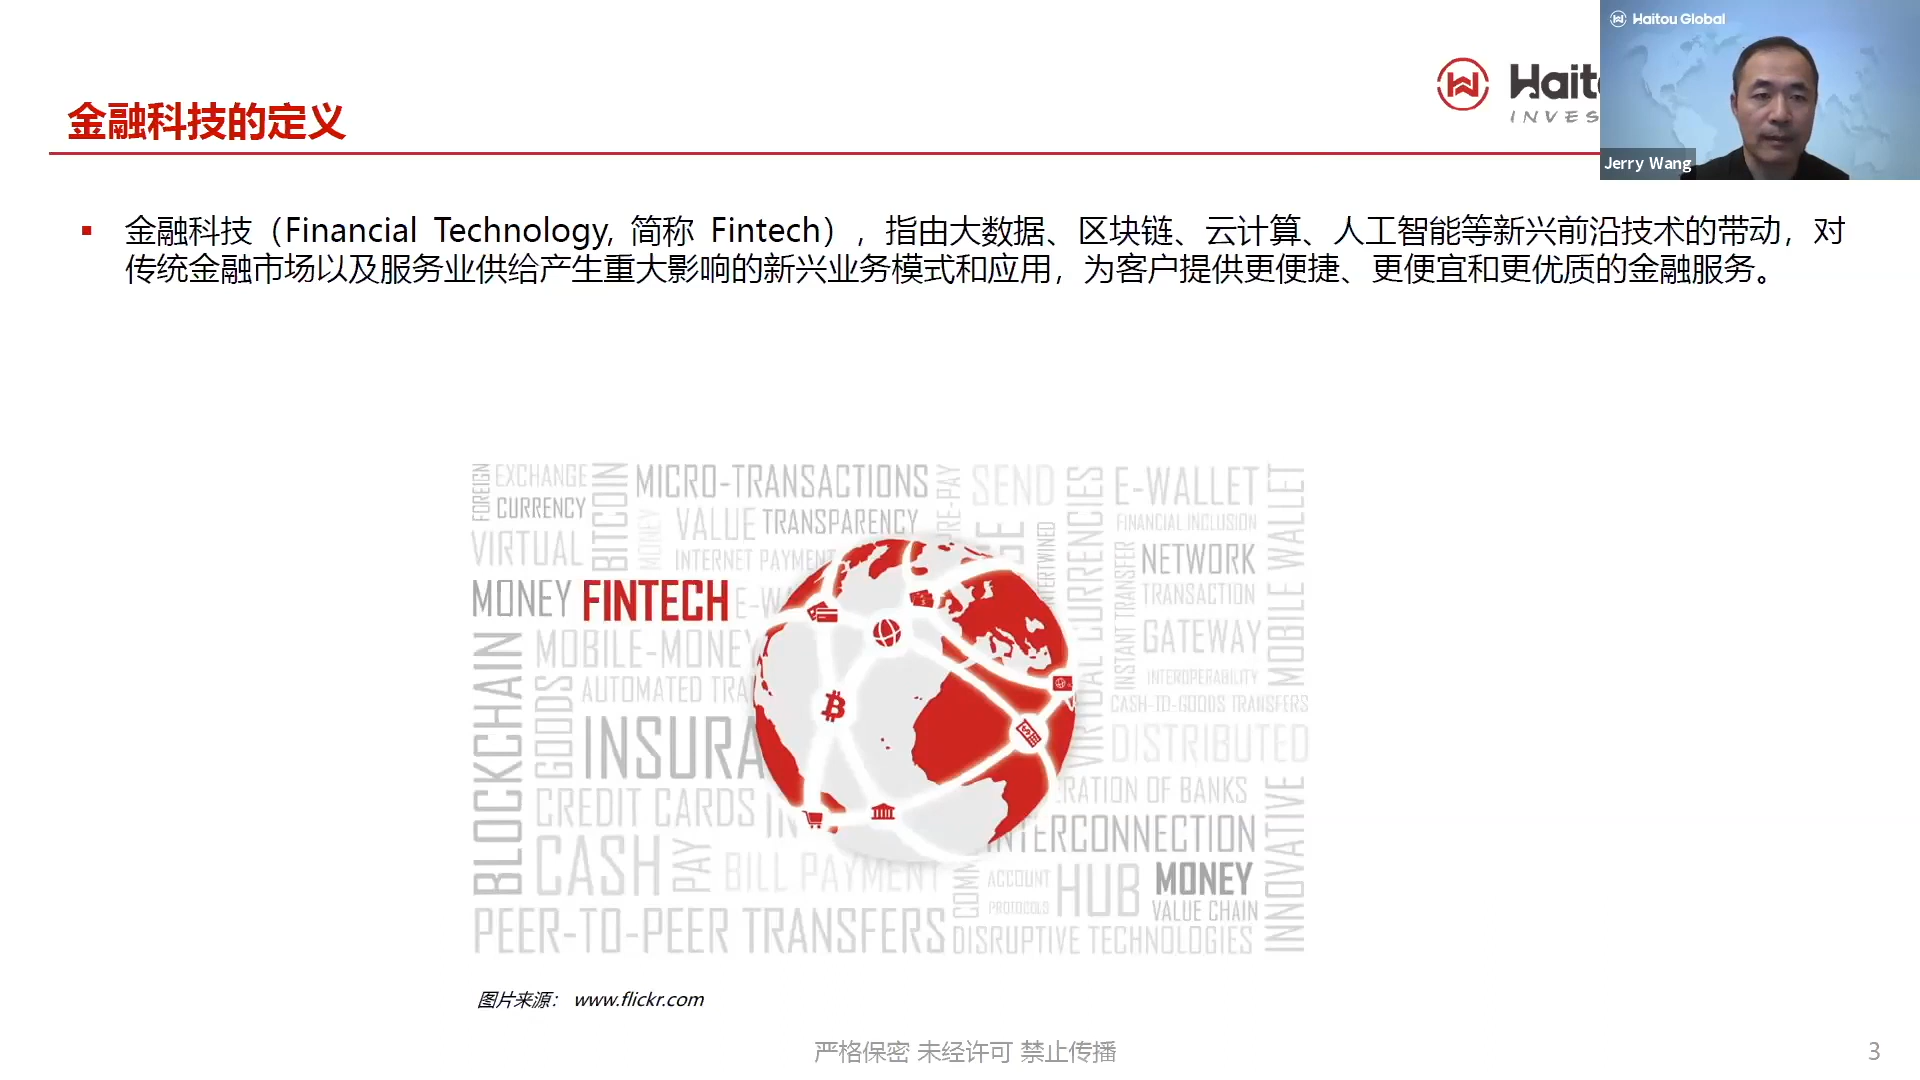 Haitou Global
INVES
Jerry Wang
金融科技的定义
▪ 金融科技（Financial Technology, 简称 Fintech），指由大数据、区块链、云计算、人工智能等新兴前沿技术的带动，对
传统金融市场以及服务业供给产生重大影响的新兴业务模式和应用，为客户提供更便捷、更便宜和更优质的金融服务。
FOREIGN
EXCHANGE
CURRENCY
BITCOIN
MICRO-TRANSACTIONS
SEND
E-WALLET
VIRTUAL
MONEY
VALUE TRANSPARENCY
INTERNET PAYMENT
VIRTUAL CURRENCIES
FINANCIAL INCLUSION
MOBILE WALLET
NETWORK
MONEY FINTECH
INSTANT TRANSFER
TRANSACTION
MOBILE-MONEY
GATEWAY
BLOCKCHAIN
GOODS
AUTOMATED TRA
INTEROPERABILITY
CASH-TO-GOODS TRANSFERS
INSURA
DISTRIBUTED
CREDIT CARDS
RATION OF BANKS
INTERCONNECTION
INNOVATIVE
CASH
PAY
BILL PAYMENT
COMM
ACCOUNT
PROTOCOLS
HUB
MONEY
VALUE CHAIN
PEER-TO-PEER TRANSFERS
DISRUPTIVE TECHNOLOGIES
图片来源： www.flickr.com
严格保密 未经许可 禁止传播
3